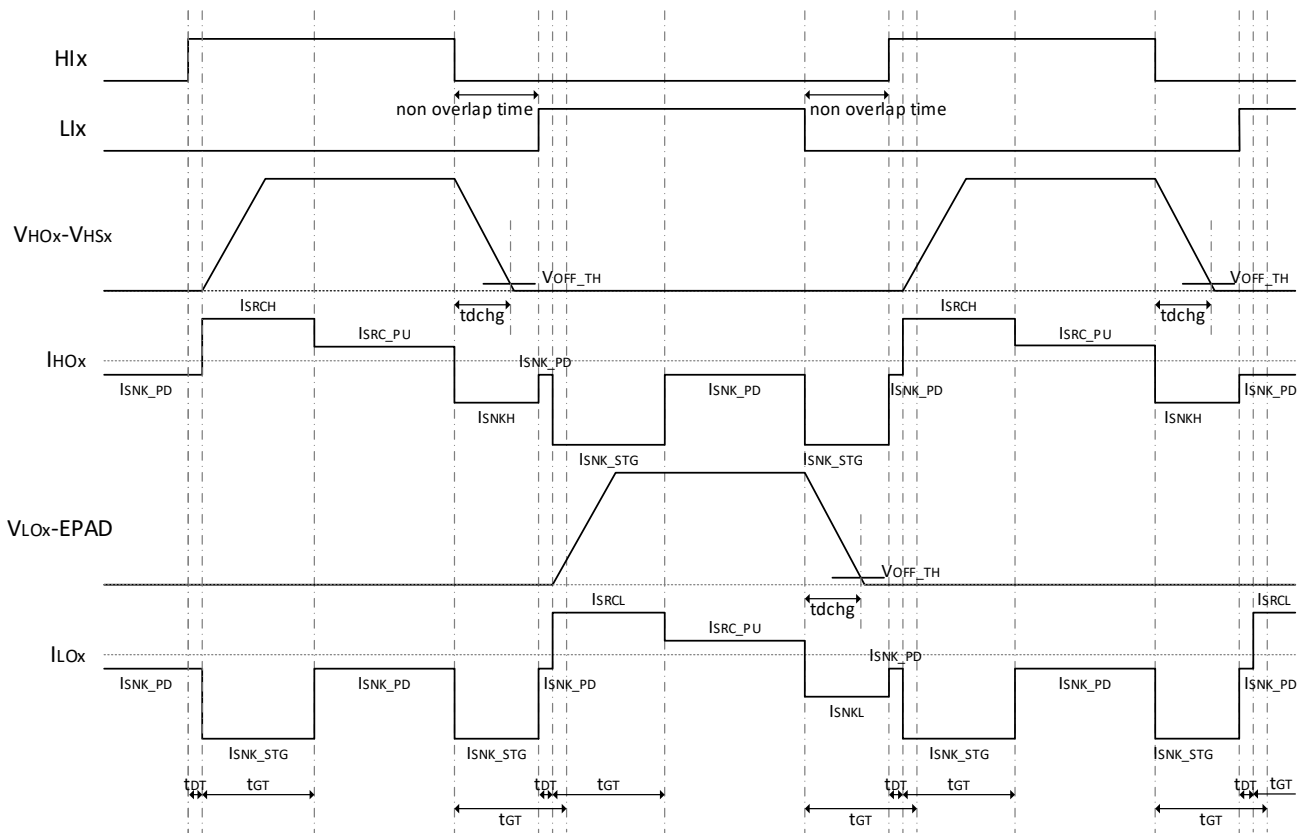 HIx
non overlap time
non overlap time
LIx
VHOx-VHSx
VOFF_TH
VOFF_TH
tdchg
tdchg
ISRCH
ISRCH
ISRC_PU
ISRC_PU
IHOx
ISNK_PD
ISNK_PD
ISNK_PD
ISNK_PD
ISNK_PD
ISNKH
ISNKH
ISNK_STG
ISNK_STG
VLOx-EPAD
VOFF_TH
tdchg
ISRCL
ISRCL
ISRC_PU
ILOx
ISNK_PD
ISNK_PD
ISNK_PD
ISNK_PD
ISNK_PD
ISNK_PD
ISNKL
ISNK_STG
ISNK_STG
ISNK_STG
ISNK_STG
tDT
tGT
tDT
tGT
tDT
tGT
tDT
tGT
tGT
tGT
tGT